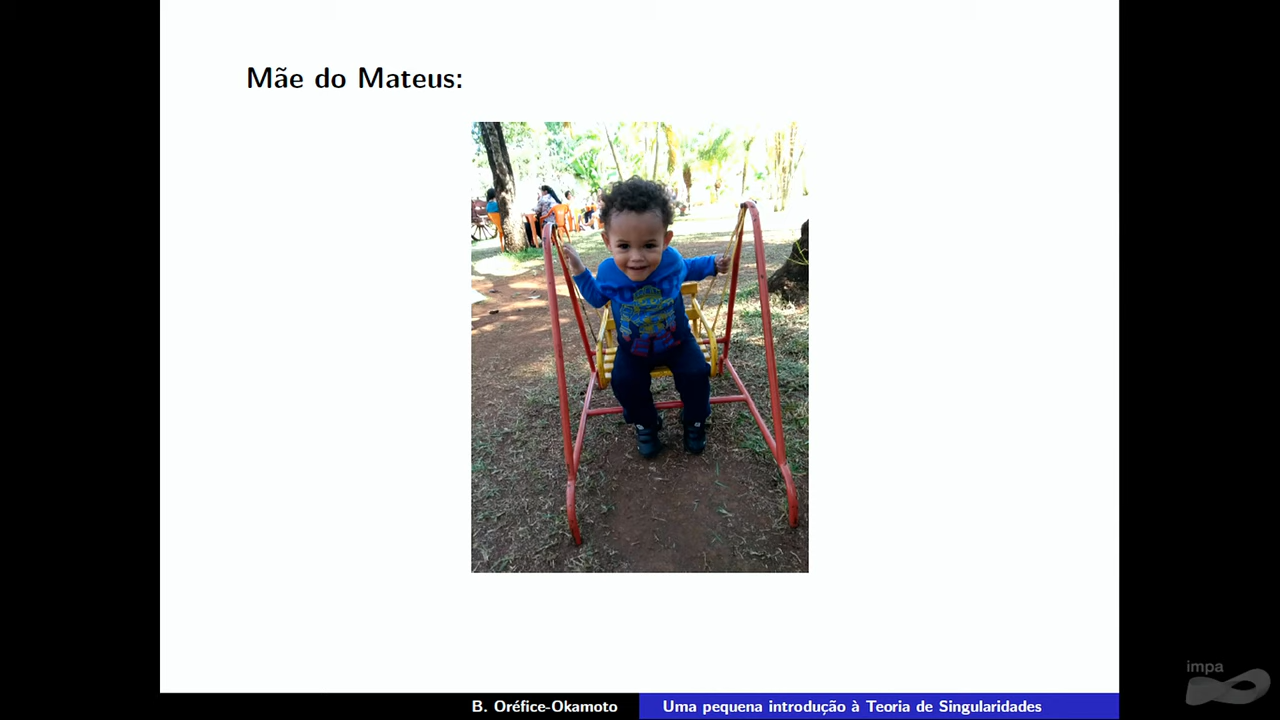 Mãe do Mateus:
impa
B. Oréfice-Okamoto
Uma pequena introdução à Teoria de Singularidades